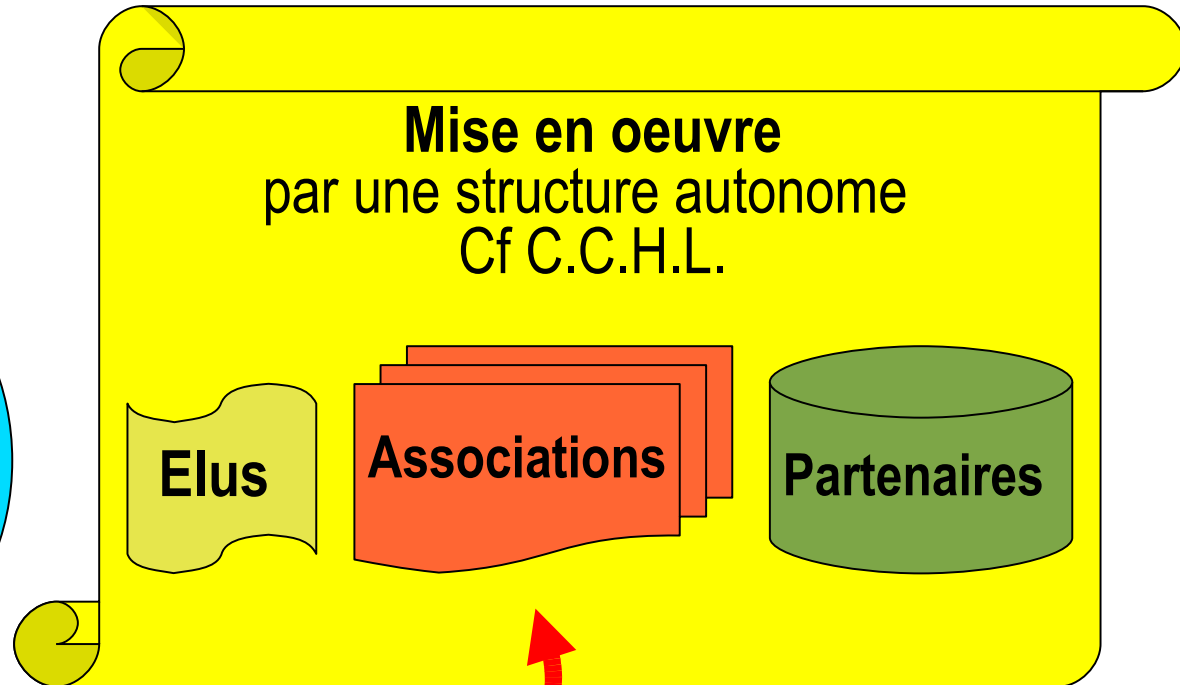 Mise en oeuvre
par une structure autonome
Cf C.C.H.L.
Elus
Associations
Partenaires